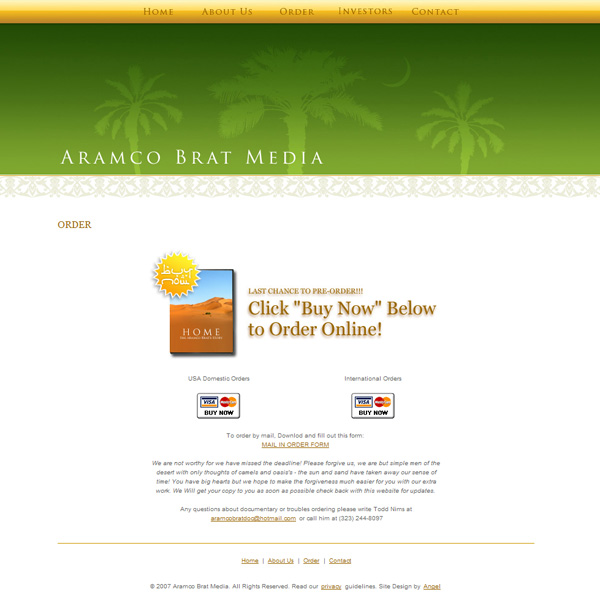 Home About Us Order Investors Contact
Aramco Brat Media
ORDER
buy now
HOME
LAST CHANCE TO PRE-ORDER!!!
Click "Buy Now" Below
to Order Online!
USA Domestic Orders
International Orders
VISA MasterCard
BUY NOW
VISA MasterCard
BUY NOW
To order by mail, Downlod and fill out this form:
MAIL IN ORDER FORM
We are not worthy for we have missed the deadline! Please forgive us, we are but simple men of the
desert with only thoughts of camels and oasis's - the sun and sand have taken away our sense of
time! You have big hearts but we hope to make the forgiveness much easier for you with our extra
work. We Will get your copy to you as soon as possible check back with this website for updates.
Any questions about documentary or troubles ordering please write Todd Nims at
aramcobratdoc@hotmail.com or call him at (323) 244-8097
Home | About Us | Order | Contact
© 2007 Aramco Brat Media. All Rights Reserved. Read our privacy guidelines. Site Design by Angel